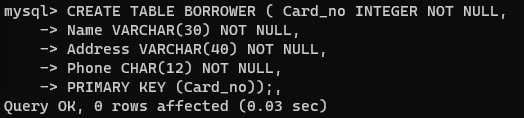 mysql> CREATE TABLE BORROWER ( Card_no INTEGER NOT NULL,
    -> Name VARCHAR(30) NOT NULL,
    -> Address VARCHAR(40) NOT NULL,
    -> Phone CHAR(12) NOT NULL,
    -> PRIMARY KEY (Card_no));,
Query OK, 0 rows affected (0.03 sec)